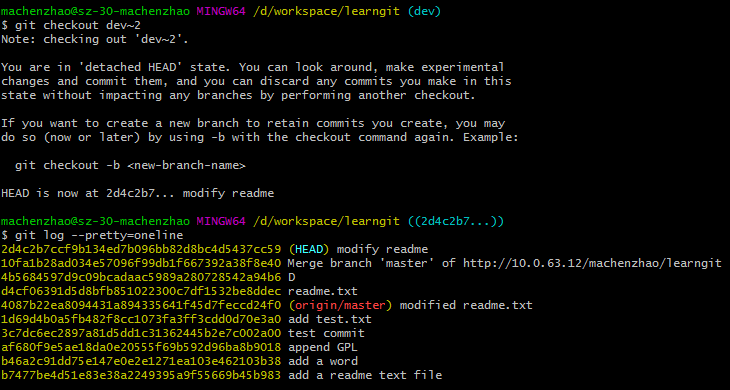 machenzhao@sz-30-machenzhao MINGW64 /d/workspace/learngit (dev)
$ git checkout dev~2
Note: checking out 'dev~2'.
You are in 'detached HEAD' state. You can look around, make experimental
changes and commit them, and you can discard any commits you make in this
state without impacting any branches by performing another checkout.
If you want to create a new branch to retain commits you create, you may
do so (now or later) by using -b with the checkout command again. Example:
git checkout -b <new-branch-name>
HEAD is now at 2d4c2b7... modify readme
machenzhao@sz-30-machenzhao MINGW64 /d/workspace/learngit ((2d4c2b7...))
$ git log --pretty=oneline
2d4c2b7ccf9b134ed7b096bb82d8bc4d5437cc59 (HEAD) modify readme
10fa1b28ad034e57096f99db1f667392a38f8e40 Merge branch 'master' of http://10.0.63.12/machenzhao/learngit
4b5684597d9c09bcadaac5989a280728542a94b6 D
d4cf06391d5d8bfb851022300c7df1532be8ddec readme.txt
4087b22ea8094431a894335641f45d7feccd24f0 (origin/master) modified readme.txt
1d69d4b0a5fb482f8cc1073fa3ff3cdd0d70e3a0 add test.txt
3c7dc6ec2897a81d5dd1c31362445b2e7c002a00 test commit
af680f9e5ae18da0e20555f69b592d96ba8b9018 append GPL
b46a2c91dd75e147e0e2e1271ea103e462103b38 add a word
b7477be4d51e83e38a2249395a9f55669b45b983 add a readme text file